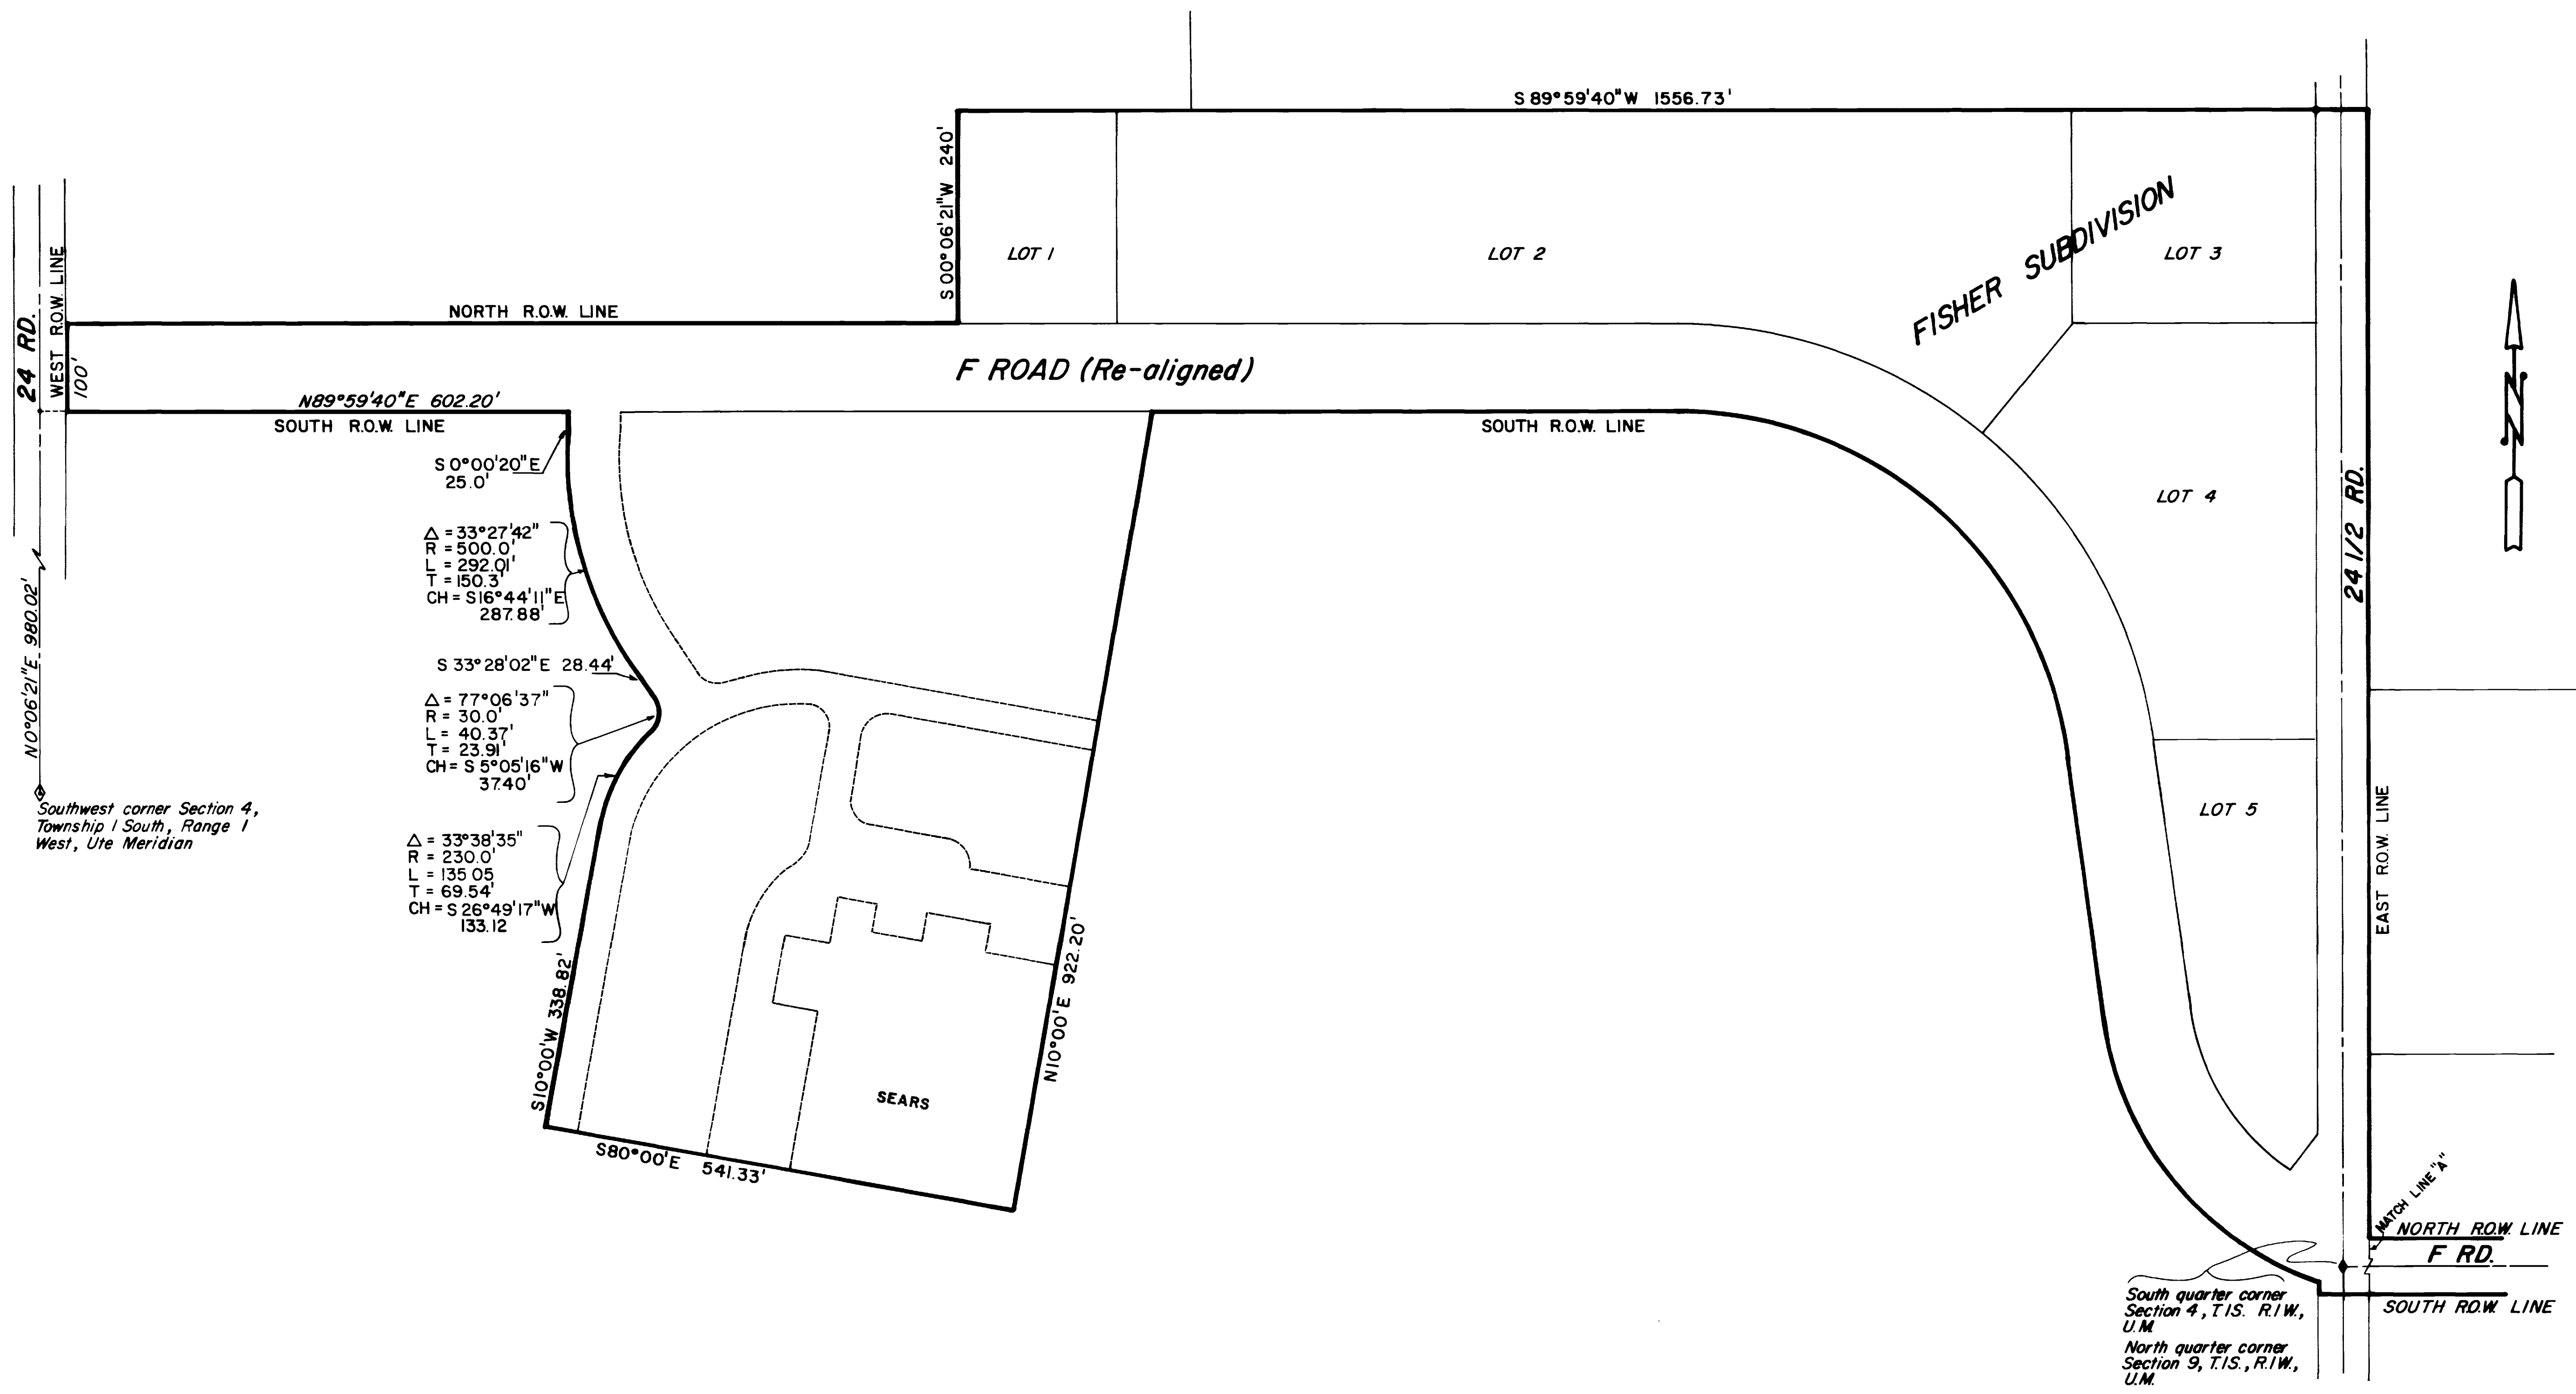 S 89°59'40"W 1556.73'
S 00°06'21"W 240'
LOT 1
LOT 2
LOT 3
FISHER SUBDIVISION
24 RD.
WEST R.O.W. LINE
NORTH R.O.W. LINE
100'
F ROAD (Re-aligned)
N89°59'40"E 602.20'
SOUTH R.O.W. LINE
SOUTH R.O.W. LINE
N
S 0°00'20"E
25.0'
LOT 4
24 1/2 RD.
△ = 33°27'42"
R = 500.0'
L = 292.01'
T = 150.3'
CH = S16°44'11"E
287.88'
N0°06'21"E 980.02'
S 33°28'02"E 28.44'
△ = 77°06'37"
R = 30.0'
L = 40.37'
T = 23.91'
CH = S 5°05'16"W
37.40'
Southwest corner Section 4,
Township 1 South, Range 1
West, Ute Meridian
△ = 33°38'35"
R = 230.0'
L = 135.05
T = 69.54'
CH = S 26°49'17"W
133.12
LOT 5
EAST R.O.W. LINE
S10°00'W 338.82'
N10°00'E 922.20'
SEARS
S80°00'E 541.33'
MATCH LINE "A"
NORTH R.O.W. LINE
F RD.
SOUTH R.O.W. LINE
South quarter corner
Section 4, T.1S. R.1W.,
U.M.
North quarter corner
Section 9, T.1S., R.1W.,
U.M.